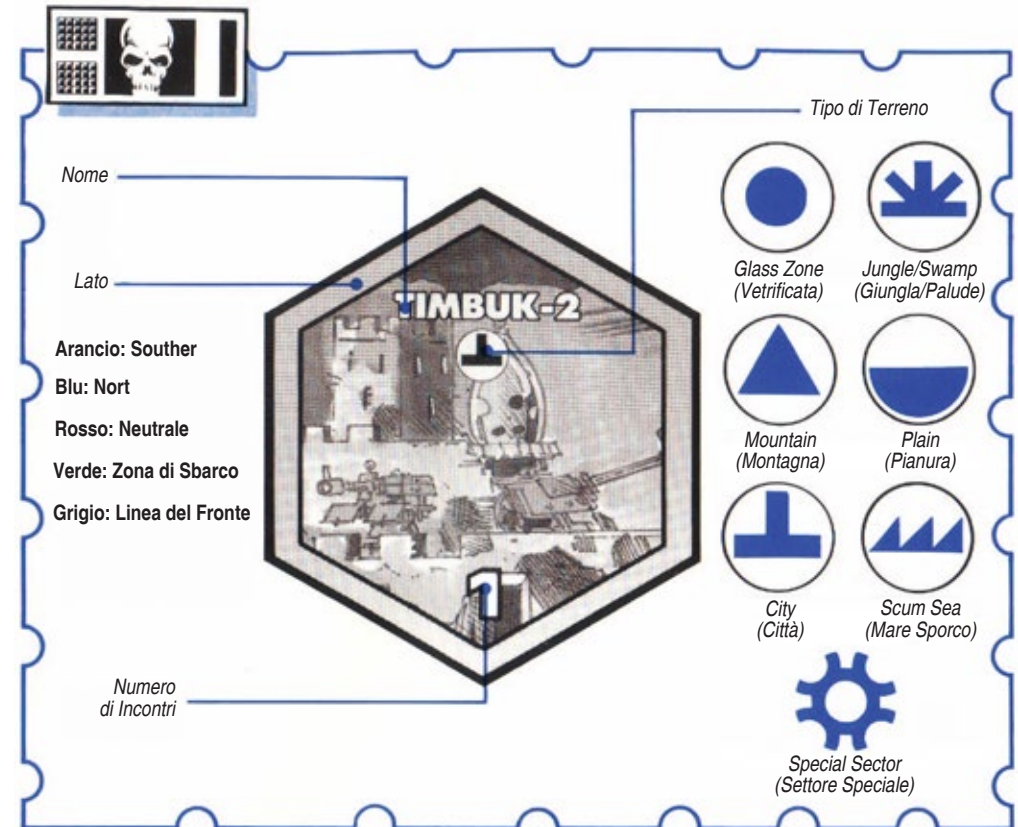 Tipo di Terreno
Nome
Lato
TIMBUK-2
Arancio: Souther
Blu: Nort
Rosso: Neutrale
Verde: Zona di Sbarco
Grigio: Linea del Fronte
1
Numero
di Incontri
Glass Zone
(Vetrificata)
Jungle/Swamp
(Giungla/Palude)
Mountain
(Montagna)
Plain
(Pianura)
City
(Città)
Scum Sea
(Mare Sporco)
Special Sector
(Settore Speciale)